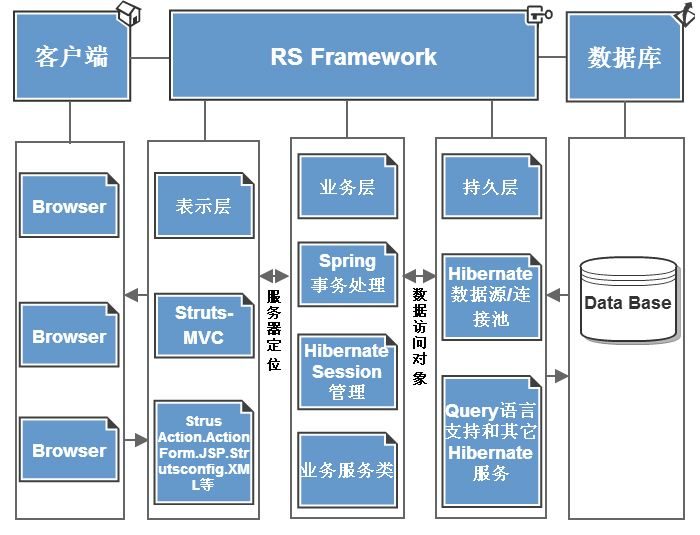 客户端
RS Framework
数据库
Browser
Browser
Browser
表示层
Struts-
MVC
Strus
Action.Action
Form.JSP.Str
utsconfig.XM
L等
服务器定位
业务层
Spring
事务处理
Hibernate
Session
管理
业务服务类
数据访问对象
持久层
Hibernate
数据源/连
接池
Query语言
支持和其它
Hibernate
服务
Data Base